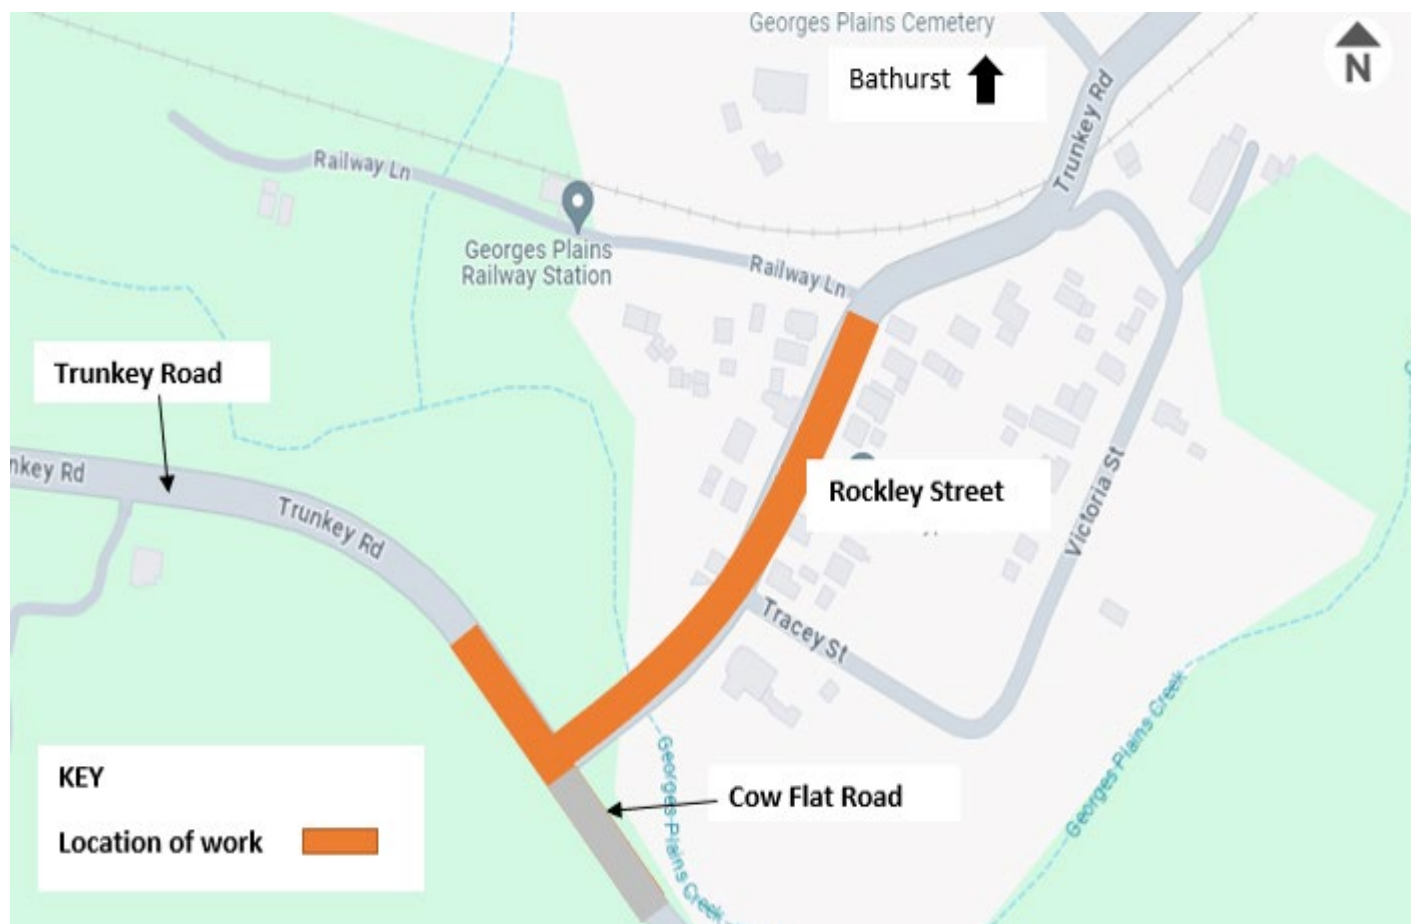 Georges Plains Cemetery
Bathurst
N
Trunkey Rd
Railway Ln
Georges Plains
Railway Station
Railway Ln
Trunkey Road
nkey Rd
Trunkey Rd
Rockley Street
Victoria St
Tracey St
Georges Plains Creek
Georges Plains Creek
KEY
Location of work
Cow Flat Road